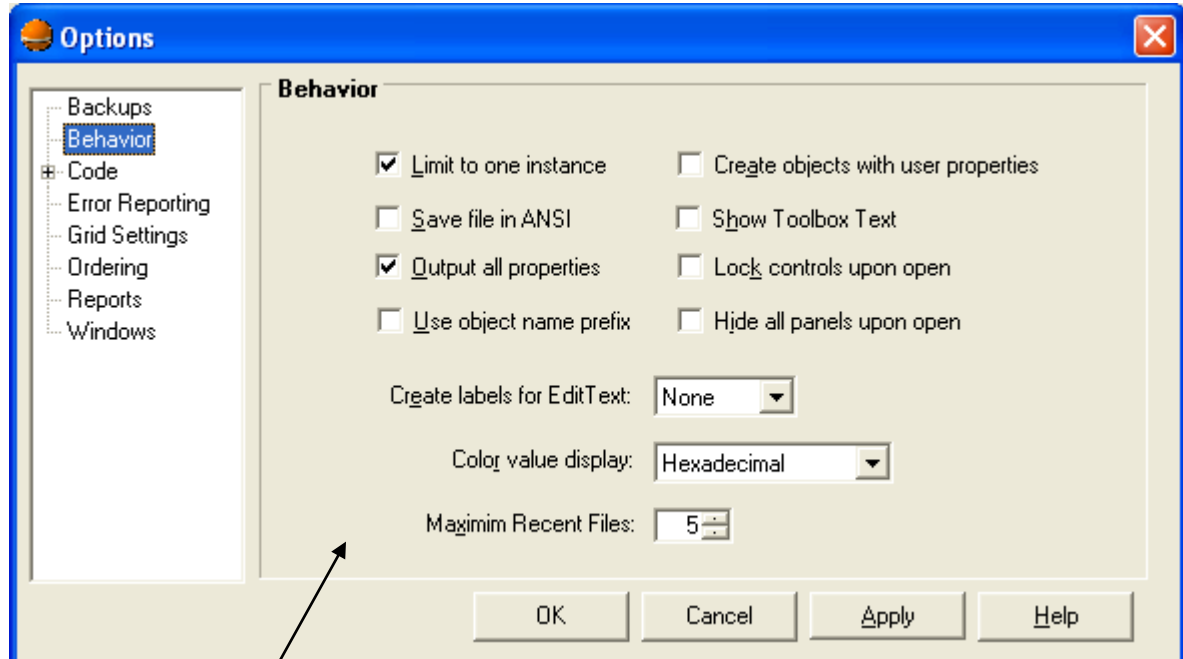 Options
Backups
Behavior
Code
Error Reporting
Grid Settings
Ordering
Reports
Windows
Behavior
Limit to one instance
Create objects with user properties
Save file in ANSI
Show Toolbox Text
Output all properties
Lock controls upon open
Use object name prefix
Hide all panels upon open
Create labels for EditText: None
Color value display: Hexadecimal
Maximim Recent Files: 5
OK Cancel Apply Help